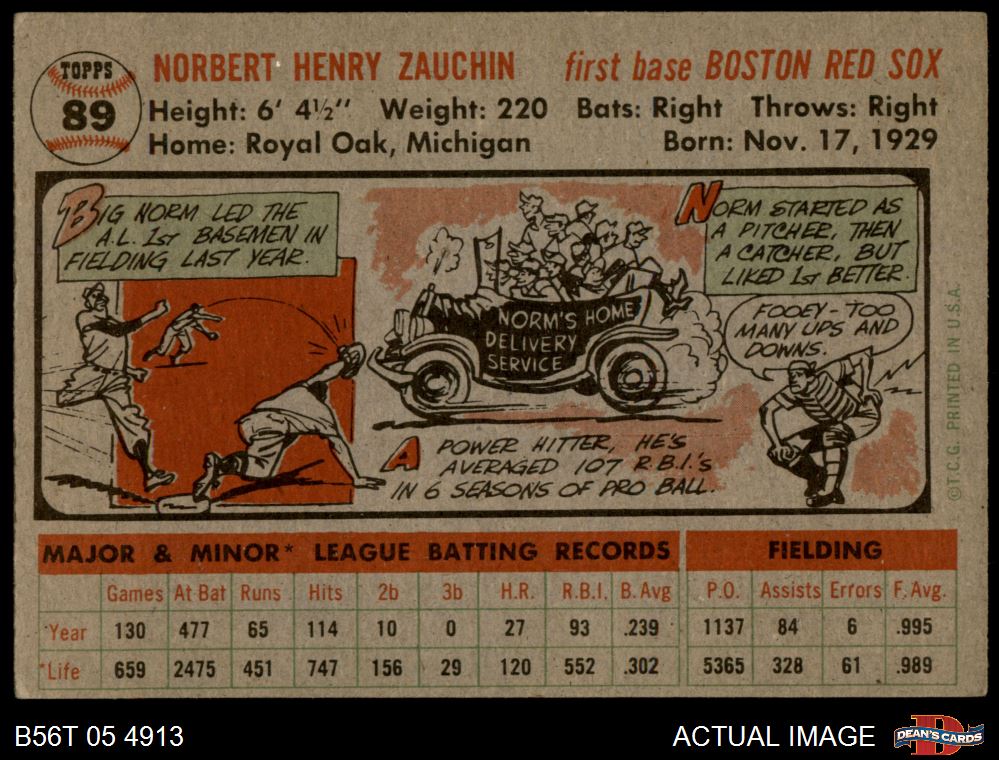 TOPPS
89
NORBERT HENRY ZAUCHIN first base BOSTON RED SOX
Height: 6' 4½" Weight: 220 Bats: Right Throws: Right
Home: Royal Oak, Michigan Born: Nov. 17, 1929
BIG NORM LED THE
A.L. 1ST BASEMEN IN
FIELDING LAST YEAR.
NORM'S HOME
DELIVERY
SERVICE
A POWER HITTER, HE'S
AVERAGED 107 R.B.I.'s
IN 6 SEASONS OF PRO BALL.
NORM STARTED AS
A PITCHER, THEN
A CATCHER, BUT
LIKED 1ST BETTER.
FOOEY - TOO
MANY UPS AND
DOWNS.
©T.C.G. PRINTED IN U.S.A.
MAJOR & MINOR* LEAGUE BATTING RECORDS FIELDING
Games At Bat Runs Hits 2b 3b H.R. R.B.I. B. Avg P.O. Assists Errors F. Avg.
Year 130 477 65 114 10 0 27 93 .239 1137 84 6 .995
*Life 659 2475 451 747 156 29 120 552 .302 5365 328 61 .989
B56T 05 4913 ACTUAL IMAGE DEAN'S CARDS